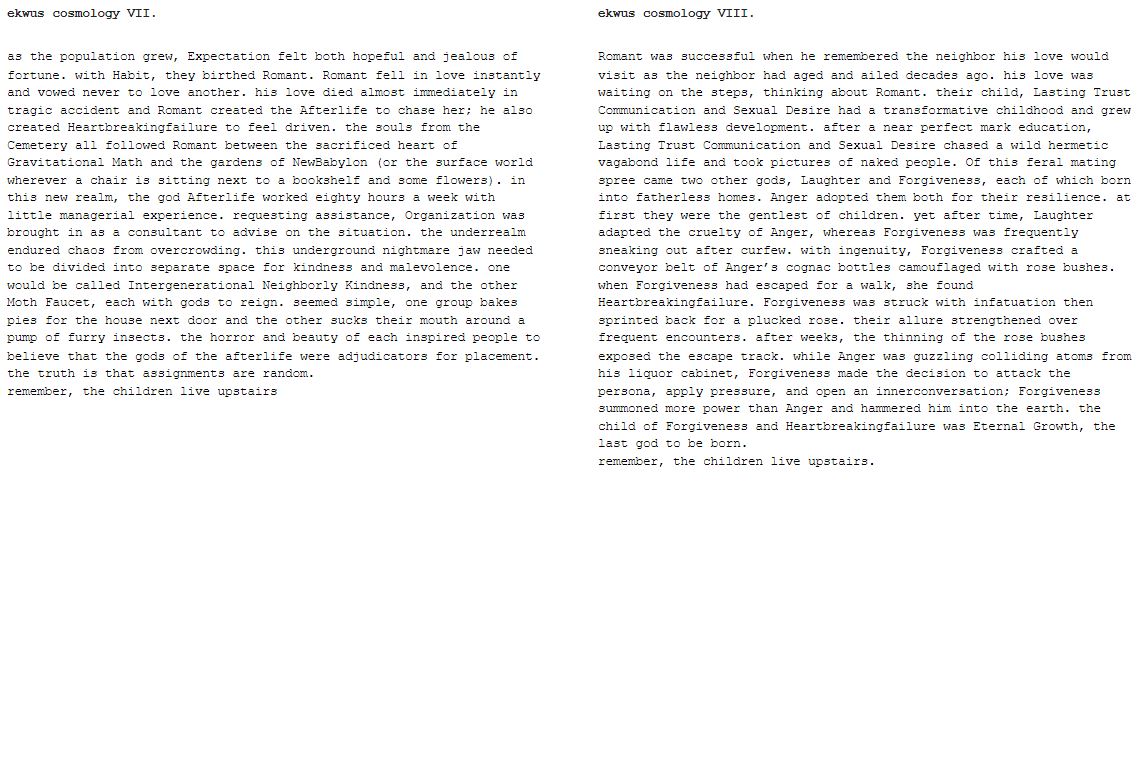 ekwus cosmology VII.
as the population grew, Expectation felt both hopeful and jealous of
fortune. with Habit, they birthed Romant. Romant fell in love instantly
and vowed never to love another. his love died almost immediately in
tragic accident and Romant created the Afterlife to chase her; he also
created Heartbreakingfailure to feel driven. the souls from the
Cemetery all followed Romant between the sacrificed heart of
Gravitational Math and the gardens of NewBabylon (or the surface world
wherever a chair is sitting next to a bookshelf and some flowers). in
this new realm, the god Afterlife worked eighty hours a week with
little managerial experience. requesting assistance, Organization was
brought in as a consultant to advise on the situation. the underrealm
endured chaos from overcrowding. this underground nightmare jaw needed
to be divided into separate space for kindness and malevolence. one
would be called Intergenerational Neighborly Kindness, and the other
Moth Faucet, each with gods to reign. seemed simple, one group bakes
pies for the house next door and the other sucks their mouth around a
pump of furry insects. the horror and beauty of each inspired people to
believe that the gods of the afterlife were adjudicators for placement.
the truth is that assignments are random.
remember, the children live upstairs
ekwus cosmology VIII.
Romant was successful when he remembered the neighbor his love would
visit as the neighbor had aged and ailed decades ago. his love was
waiting on the steps, thinking about Romant. their child, Lasting Trust
Communication and Sexual Desire had a transformative childhood and grew
up with flawless development. after a near perfect mark education,
Lasting Trust Communication and Sexual Desire chased a wild hermetic
vagabond life and took pictures of naked people. Of this feral mating
spree came two other gods, Laughter and Forgiveness, each of which born
into fatherless homes. Anger adopted them both for their resilience. at
first they were the gentlest of children. yet after time, Laughter
adapted the cruelty of Anger, whereas Forgiveness was frequently
sneaking out after curfew. with ingenuity, Forgiveness crafted a
conveyor belt of Anger's cognac bottles camouflaged with rose bushes.
when Forgiveness had escaped for a walk, she found
Heartbreakingfailure. Forgiveness was struck with infatuation then
sprinted back for a plucked rose. their allure strengthened over
frequent encounters. after weeks, the thinning of the rose bushes
exposed the escape track. while Anger was guzzling colliding atoms from
his liquor cabinet, Forgiveness made the decision to attack the
persona, apply pressure, and open an innerconversation; Forgiveness
summoned more power than Anger and hammered him into the earth. the
child of Forgiveness and Heartbreakingfailure was Eternal Growth, the
last god to be born.
remember, the children live upstairs.